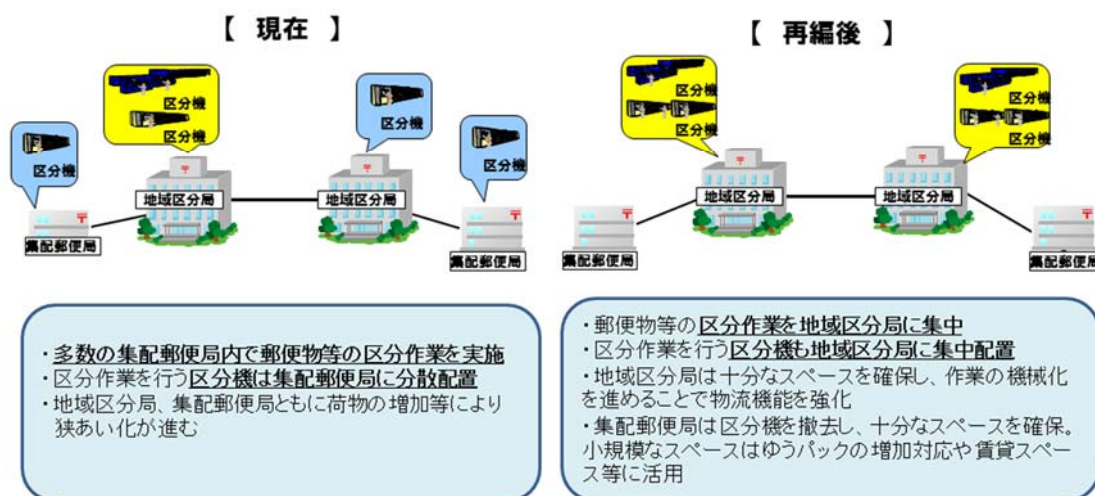 【 現在 】
区分機
区分機
区分機
区分機
区分機
地域区分局
地域区分局
集配郵便局
集配郵便局
・多数の集配郵便局内で郵便物等の区分作業を実施
・区分作業を行う区分機は集配郵便局に分散配置
・地域区分局、集配郵便局ともに荷物の増加等により
狭あい化が進む
【 再編後 】
区分機
区分機
区分機
区分機
地域区分局
地域区分局
集配郵便局
集配郵便局
・郵便物等の区分作業を地域区分局に集中
・区分作業を行う区分機も地域区分局に集中配置
・地域区分局は十分なスペースを確保し、作業の機械化
を進めることで物流機能を強化
・集配郵便局は区分機を撤去し、十分なスペースを確保。
小規模なスペースはゆうパックの増加対応や賃貸スペー
ス等に活用